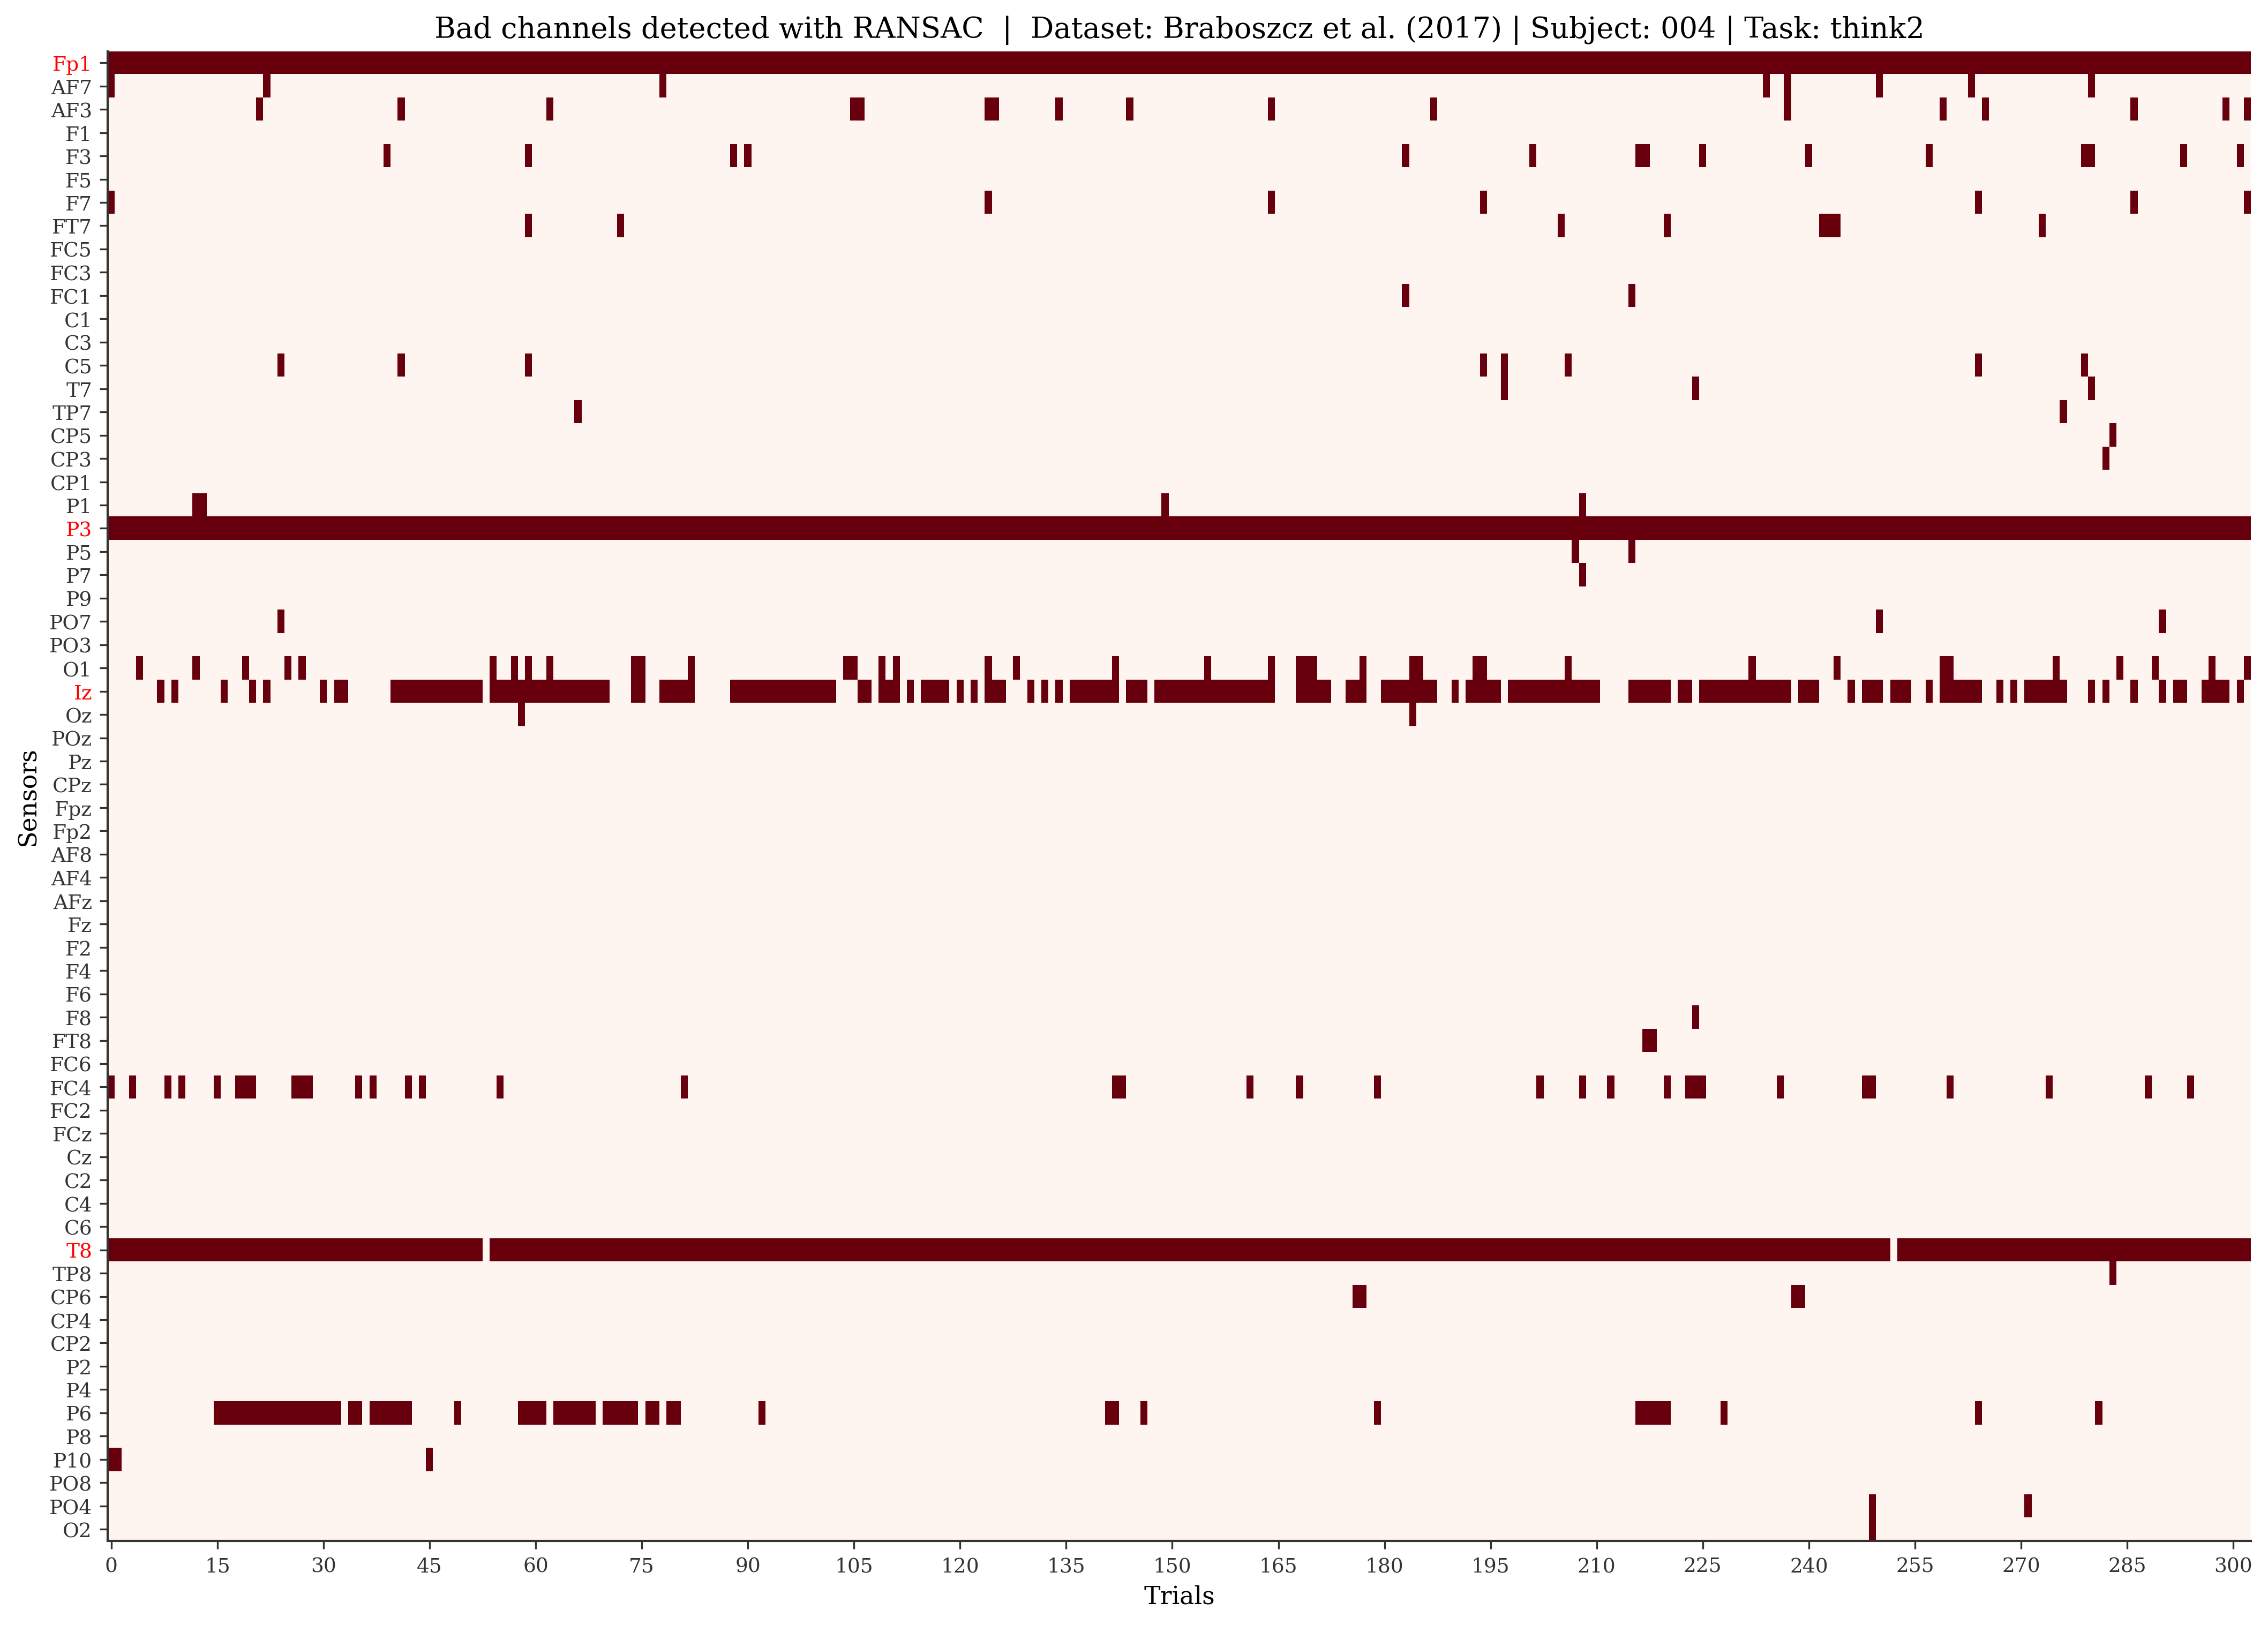 Bad channels detected with RANSAC | Dataset: Braboszcz et al. (2017) | Subject: 004 | Task: think2
Fp1
AF7
AF3
F1
F3
F5
F7
FT7
FC5
FC3
FC1
C1
C3
C5
T7
TP7
CP5
CP3
CP1
P1
P3
P5
P7
P9
PO7
PO3
O1
Iz
Oz
POz
Pz
CPz
Fpz
Fp2
AF8
AF4
AFz
Fz
F2
F4
F6
F8
FT8
FC6
FC4
FC2
FCz
Cz
C2
C4
C6
T8
TP8
CP6
CP4
CP2
P2
P4
P6
P8
P10
PO8
PO4
O2
Sensors
0 15 30 45 60 75 90 105 120 135 150 165 180 195 210 225 240 255 270 285 300
Trials